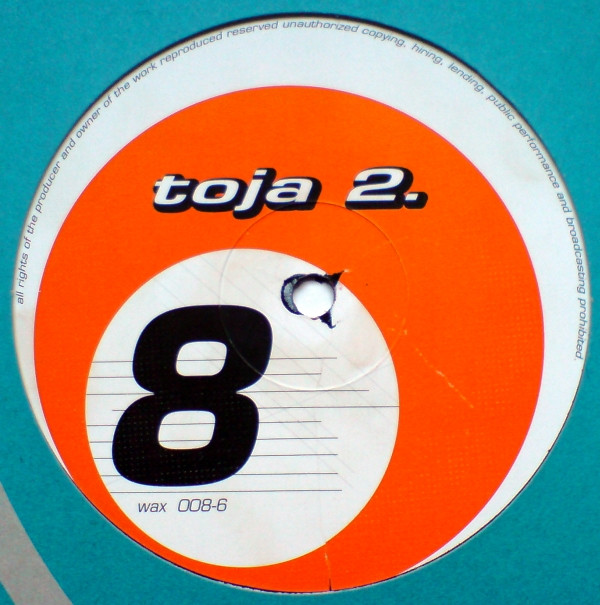 all rights of the producer and owner of the work reproduced reserved unauthorized copying, hiring, lending, public performance and broadcasting prohibited.
toja 2.
8
wax 008-6